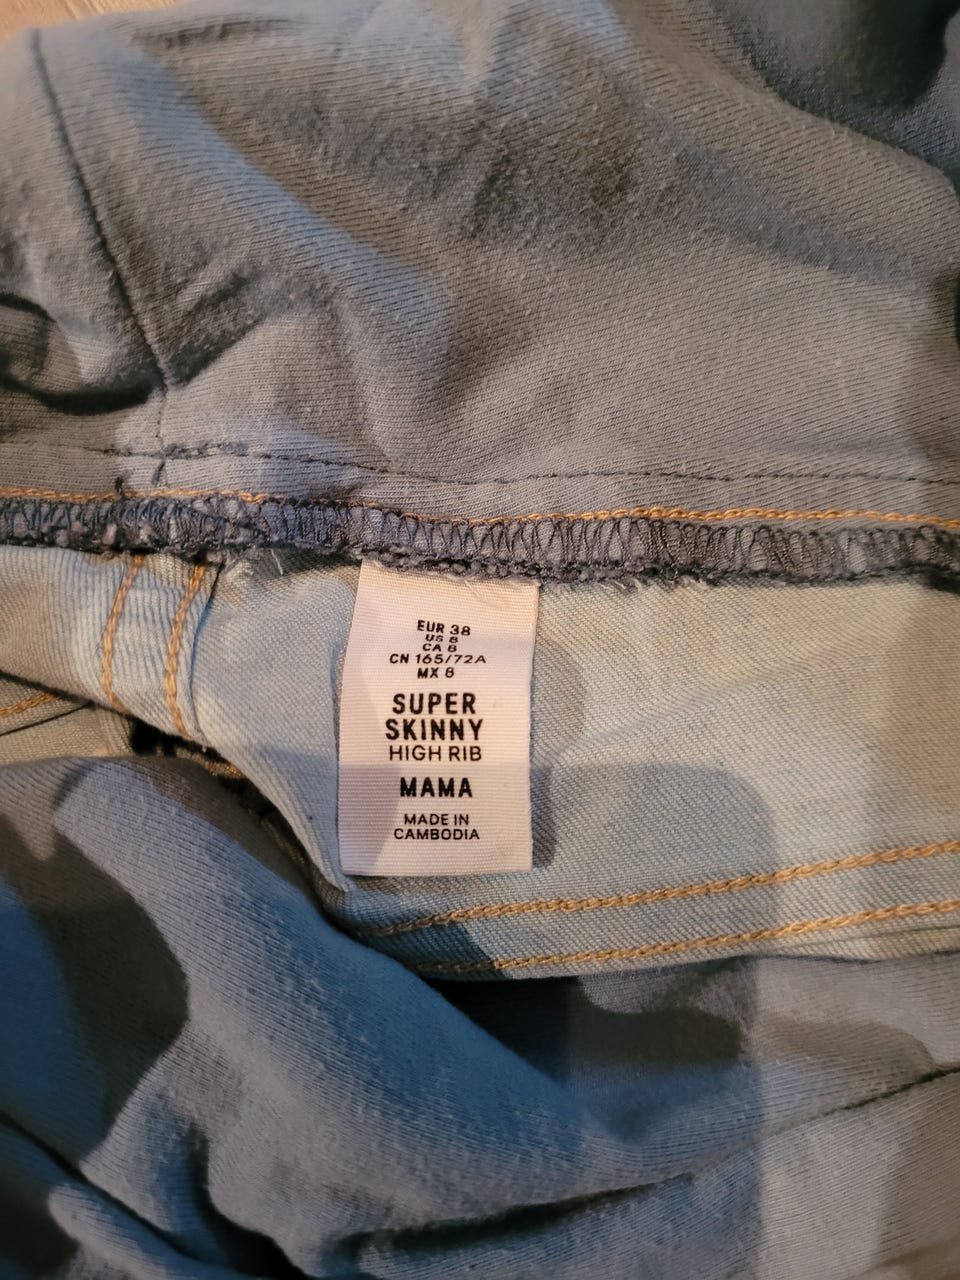 EUR 38
US 8
CA 8
CN 165/72A
MX 8
SUPER
SKINNY
HIGH RIB
MAMA
MADE IN
CAMBODIA